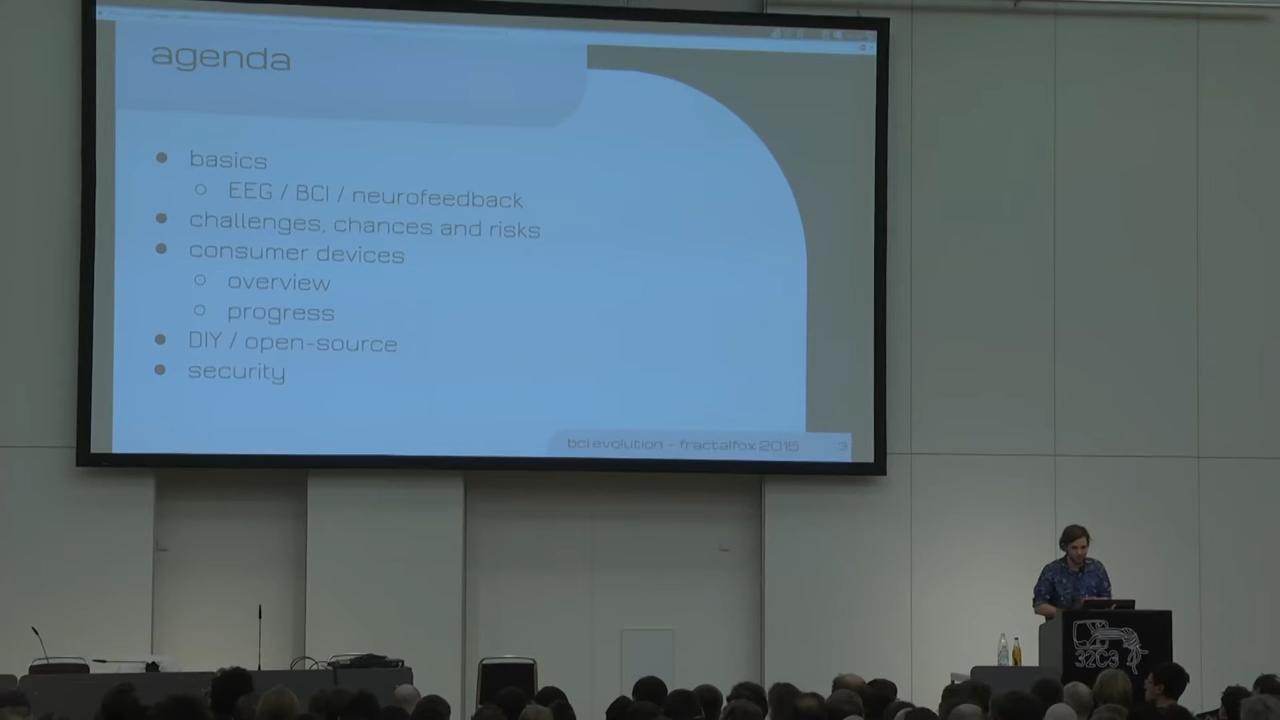 agenda
basics
EEG / BCI / neurofeedback
challenges, chances and risks
consumer devices
overview
progress
DIY / open-source
security
bci evolution - fractalfox 2015 3
32C3